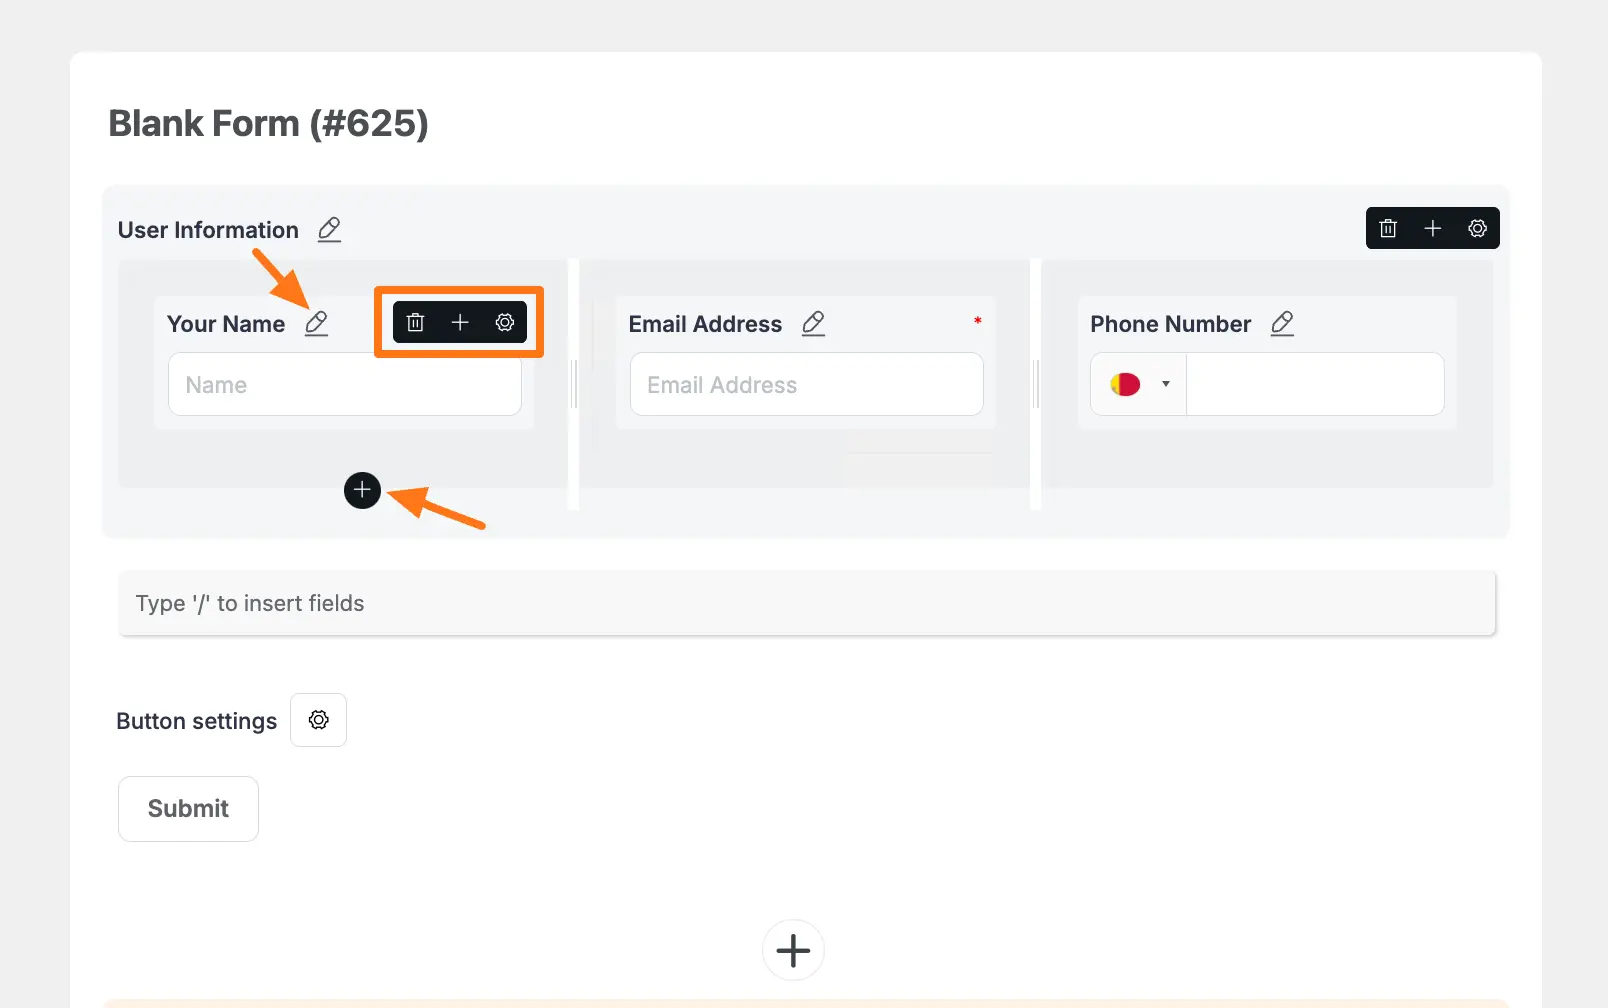 Blank Form (#625)
User Information
Your Name
Email Address *
Phone Number
Name
Email Address
Type '/' to insert fields
Button settings
Submit